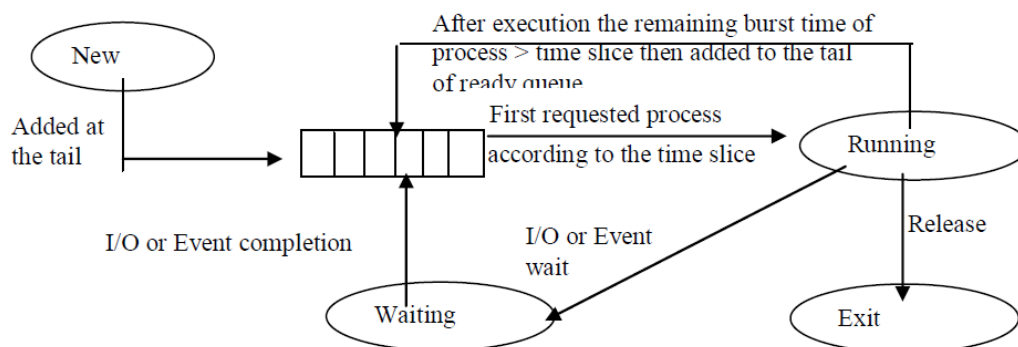 New
After execution the remaining burst time of
process > time slice then added to the tail
of ready queue
Added at
the tail
First requested process
according to the time slice
Running
I/O or Event completion
I/O or Event
wait
Release
Waiting
Exit